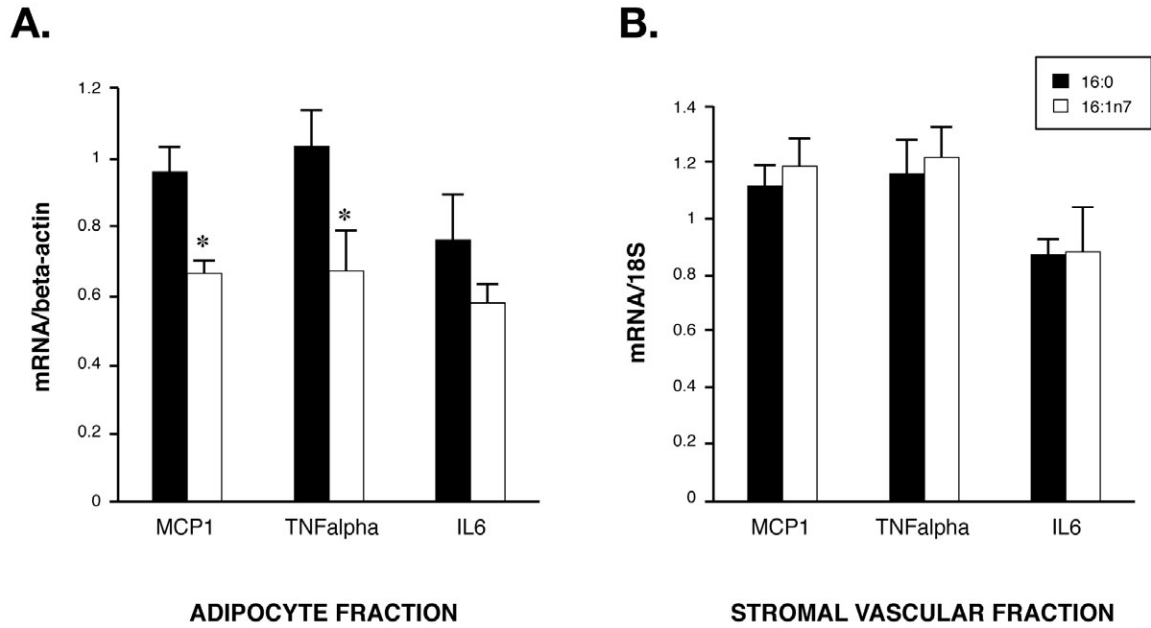 A.
1.2
1
0.8
0.6
0.4
0.2
0
mRNA/beta-actin
*
*
MCP1 TNFalpha IL6
ADIPOCYTE FRACTION
B.
16:0
16:1n7
1.4
1.2
1
0.8
0.6
0.4
0.2
0
mRNA/18S
MCP1 TNFalpha IL6
STROMAL VASCULAR FRACTION